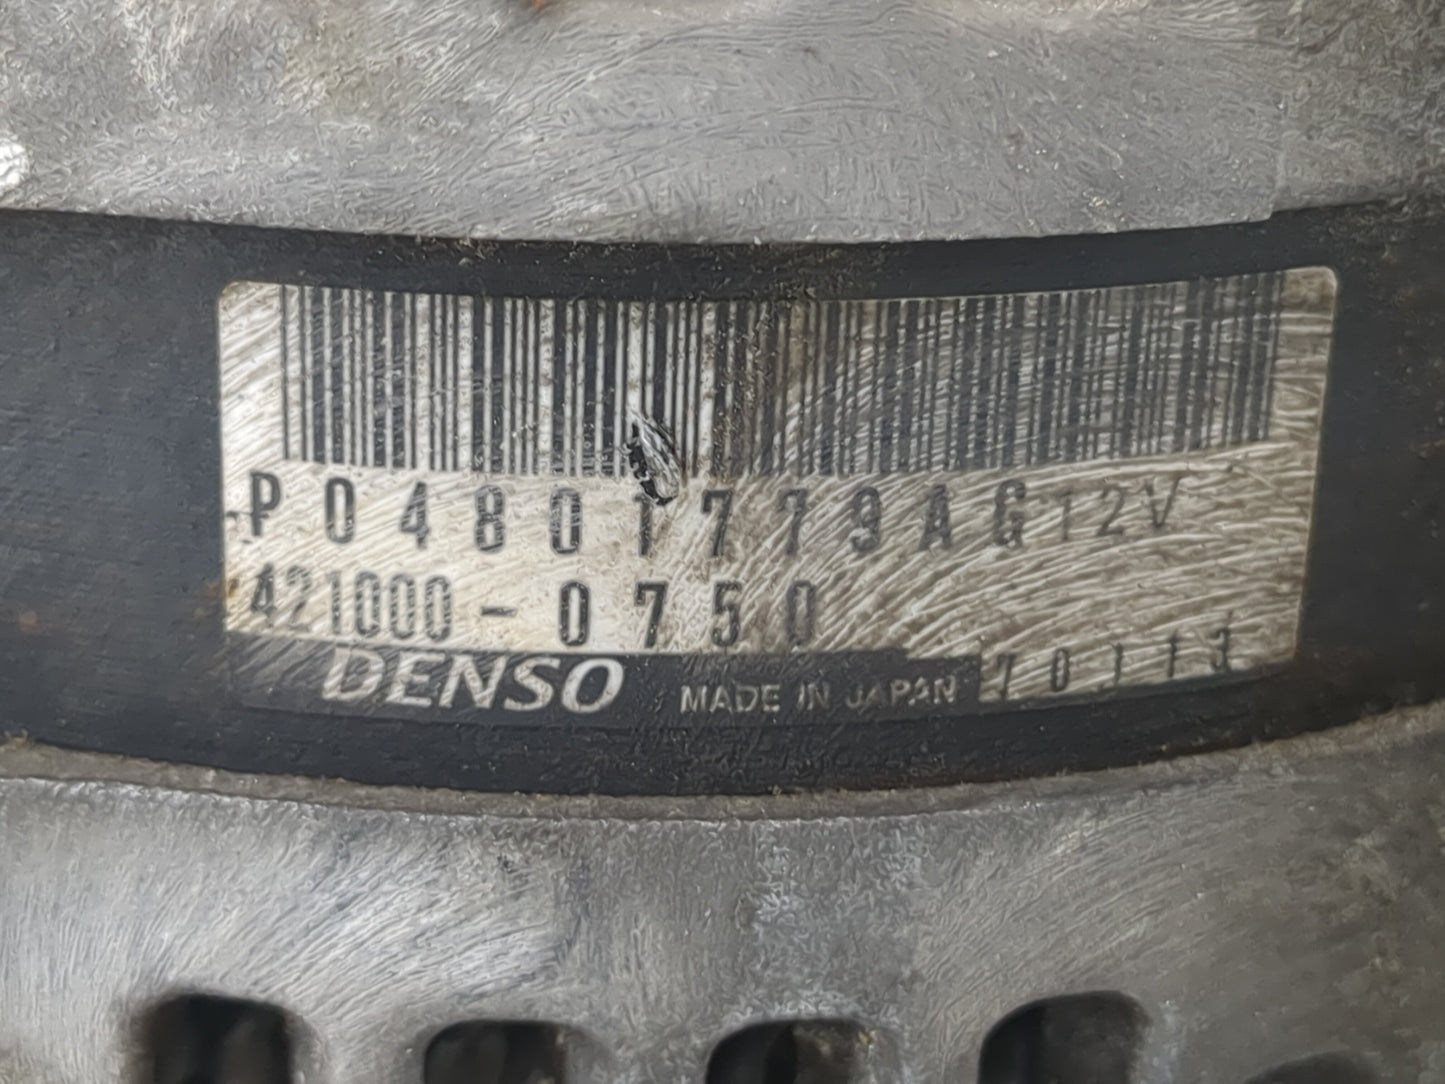 P04801779AG 12V
421000-0750
DENSO MADE IN JAPAN 70113